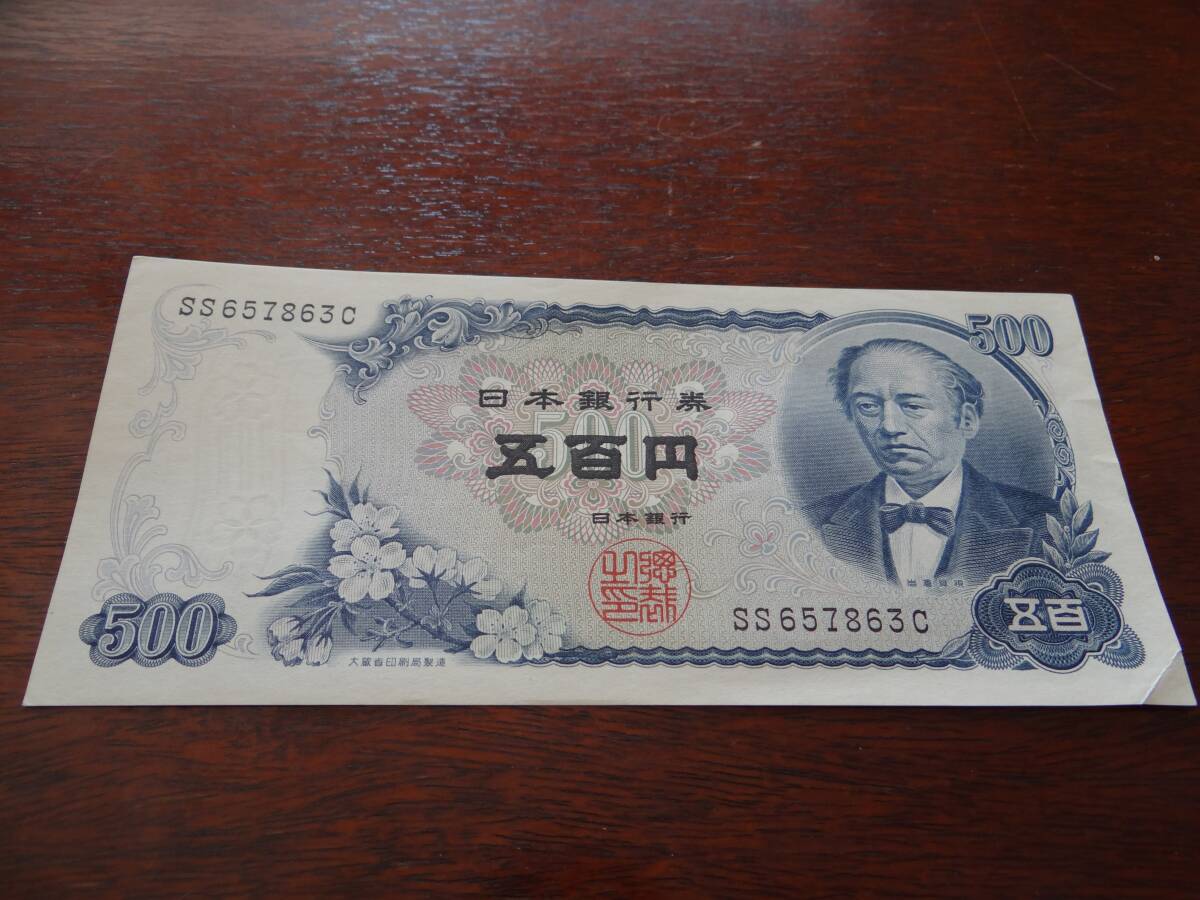 SS657863C
500
日本銀行券
500
五百円
日本銀行
総裁之印
岩倉具視
SS657863C
500
五百
大蔵省印刷局製造